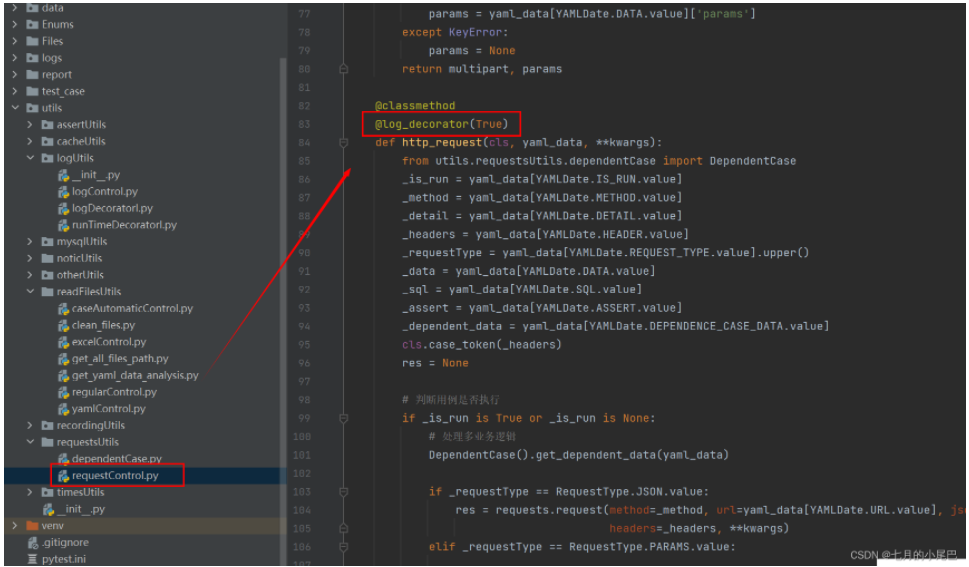 data
Enums
Files
logs
report
test_case
utils
assertUtils
cacheUtils
logUtils
__init__.py
logControl.py
logDecoratorl.py
runTimeDecoratorl.py
mysqlUtils
noticUtils
otherUtils
readFilesUtils
caseAutomaticControl.py
clean_files.py
excelControl.py
get_all_files_path.py
get_yaml_data_analysis.py
regularControl.py
yamlControl.py
recordingUtils
requestsUtils
dependentCase.py
requestControl.py
timesUtils
__init__.py
venv
.gitignore
pytest.ini
77 params = yaml_data[YAMLDate.DATA.value]['params']
78 except KeyError:
79 params = None
80 return multipart, params
81
82 @classmethod
83 @log_decorator(True)
84 def http_request(cls, yaml_data, **kwargs):
85 from utils.requestsUtils.dependentCase import DependentCase
86 _is_run = yaml_data[YAMLDate.IS_RUN.value]
87 _method = yaml_data[YAMLDate.METHOD.value]
88 _detail = yaml_data[YAMLDate.DETAIL.value]
89 _headers = yaml_data[YAMLDate.HEADER.value]
90 _requestType = yaml_data[YAMLDate.REQUEST_TYPE.value].upper()
91 _data = yaml_data[YAMLDate.DATA.value]
92 _sql = yaml_data[YAMLDate.SQL.value]
93 _assert = yaml_data[YAMLDate.ASSERT.value]
94 _dependent_data = yaml_data[YAMLDate.DEPENDENCE_CASE_DATA.value]
95 cls.case_token(_headers)
96 res = None
97
98 # 判断用例是否执行
99 if _is_run is True or _is_run is None:
100 # 处理多业务逻辑
101 DependentCase().get_dependent_data(yaml_data)
102
103 if _requestType == RequestType.JSON.value:
104 res = requests.request(method=_method, url=yaml_data[YAMLDate.URL.value], js
105 headers=_headers, **kwargs)
106 elif _requestType == RequestType.PARAMS.value:
107
CSDN @七月的小尾巴